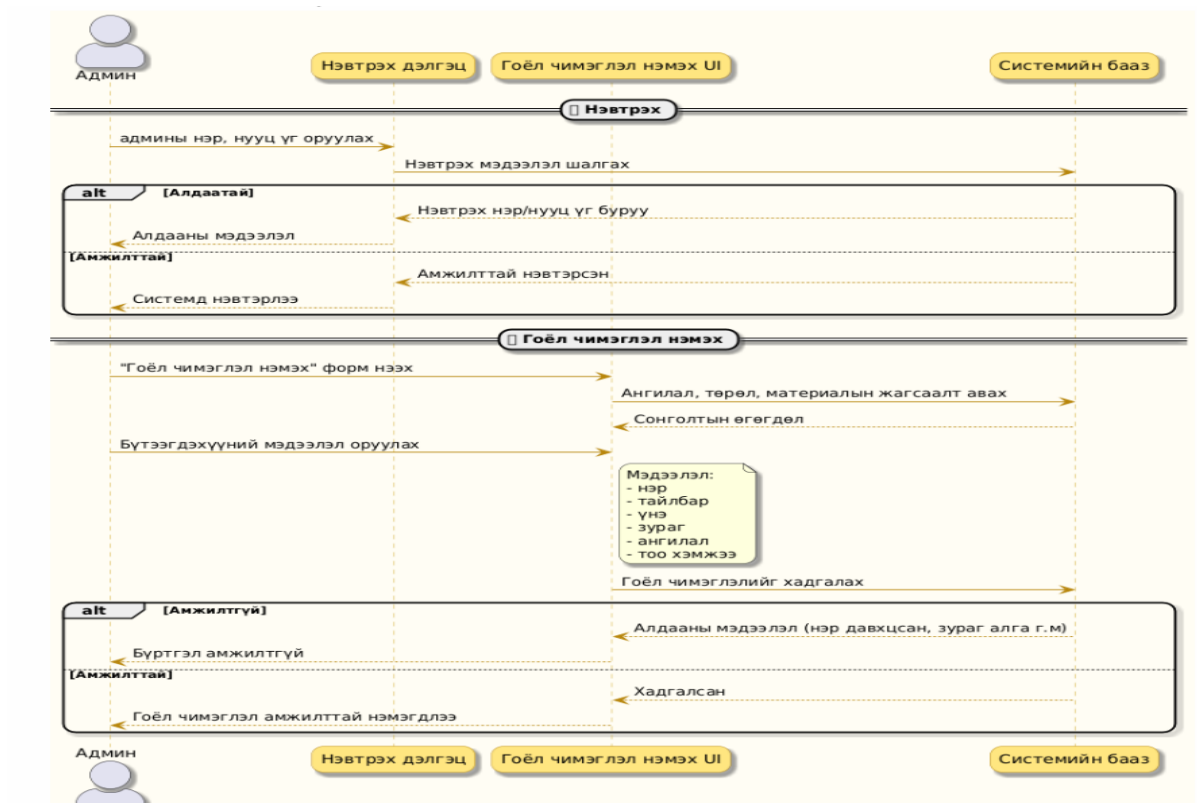 Админ
Нэвтрэх дэлгэц
Гоёл чимэглэл нэмэх UI
Системийн бааз
Нэвтрэх
админы нэр, нууц үг оруулах
Нэвтрэх мэдээлэл шалгах
alt [Алдаатай]
Нэвтрэх нэр/нууц үг буруу
Алдааны мэдээлэл
[Амжилттай]
Амжилттай нэвтэрсэн
Системд нэвтэрлээ
Гоёл чимэглэл нэмэх
"Гоёл чимэглэл нэмэх" форм нээх
Ангилал, төрөл, материалын жагсаалт авах
Сонголтын өгөгдөл
Бүтээгдэхүүний мэдээлэл оруулах
Мэдээлэл:
- нэр
- тайлбар
- үнэ
- зураг
- ангилал
- тоо хэмжээ
Гоёл чимэглэлийг хадгалах
alt [Амжилтгүй]
Алдааны мэдээлэл (нэр давхцсан, зураг алга г.м)
Бүртгэл амжилтгүй
[Амжилттай]
Хадгалсан
Гоёл чимэглэл амжилттай нэмэгдлээ
Админ
Нэвтрэх дэлгэц
Гоёл чимэглэл нэмэх UI
Системийн бааз